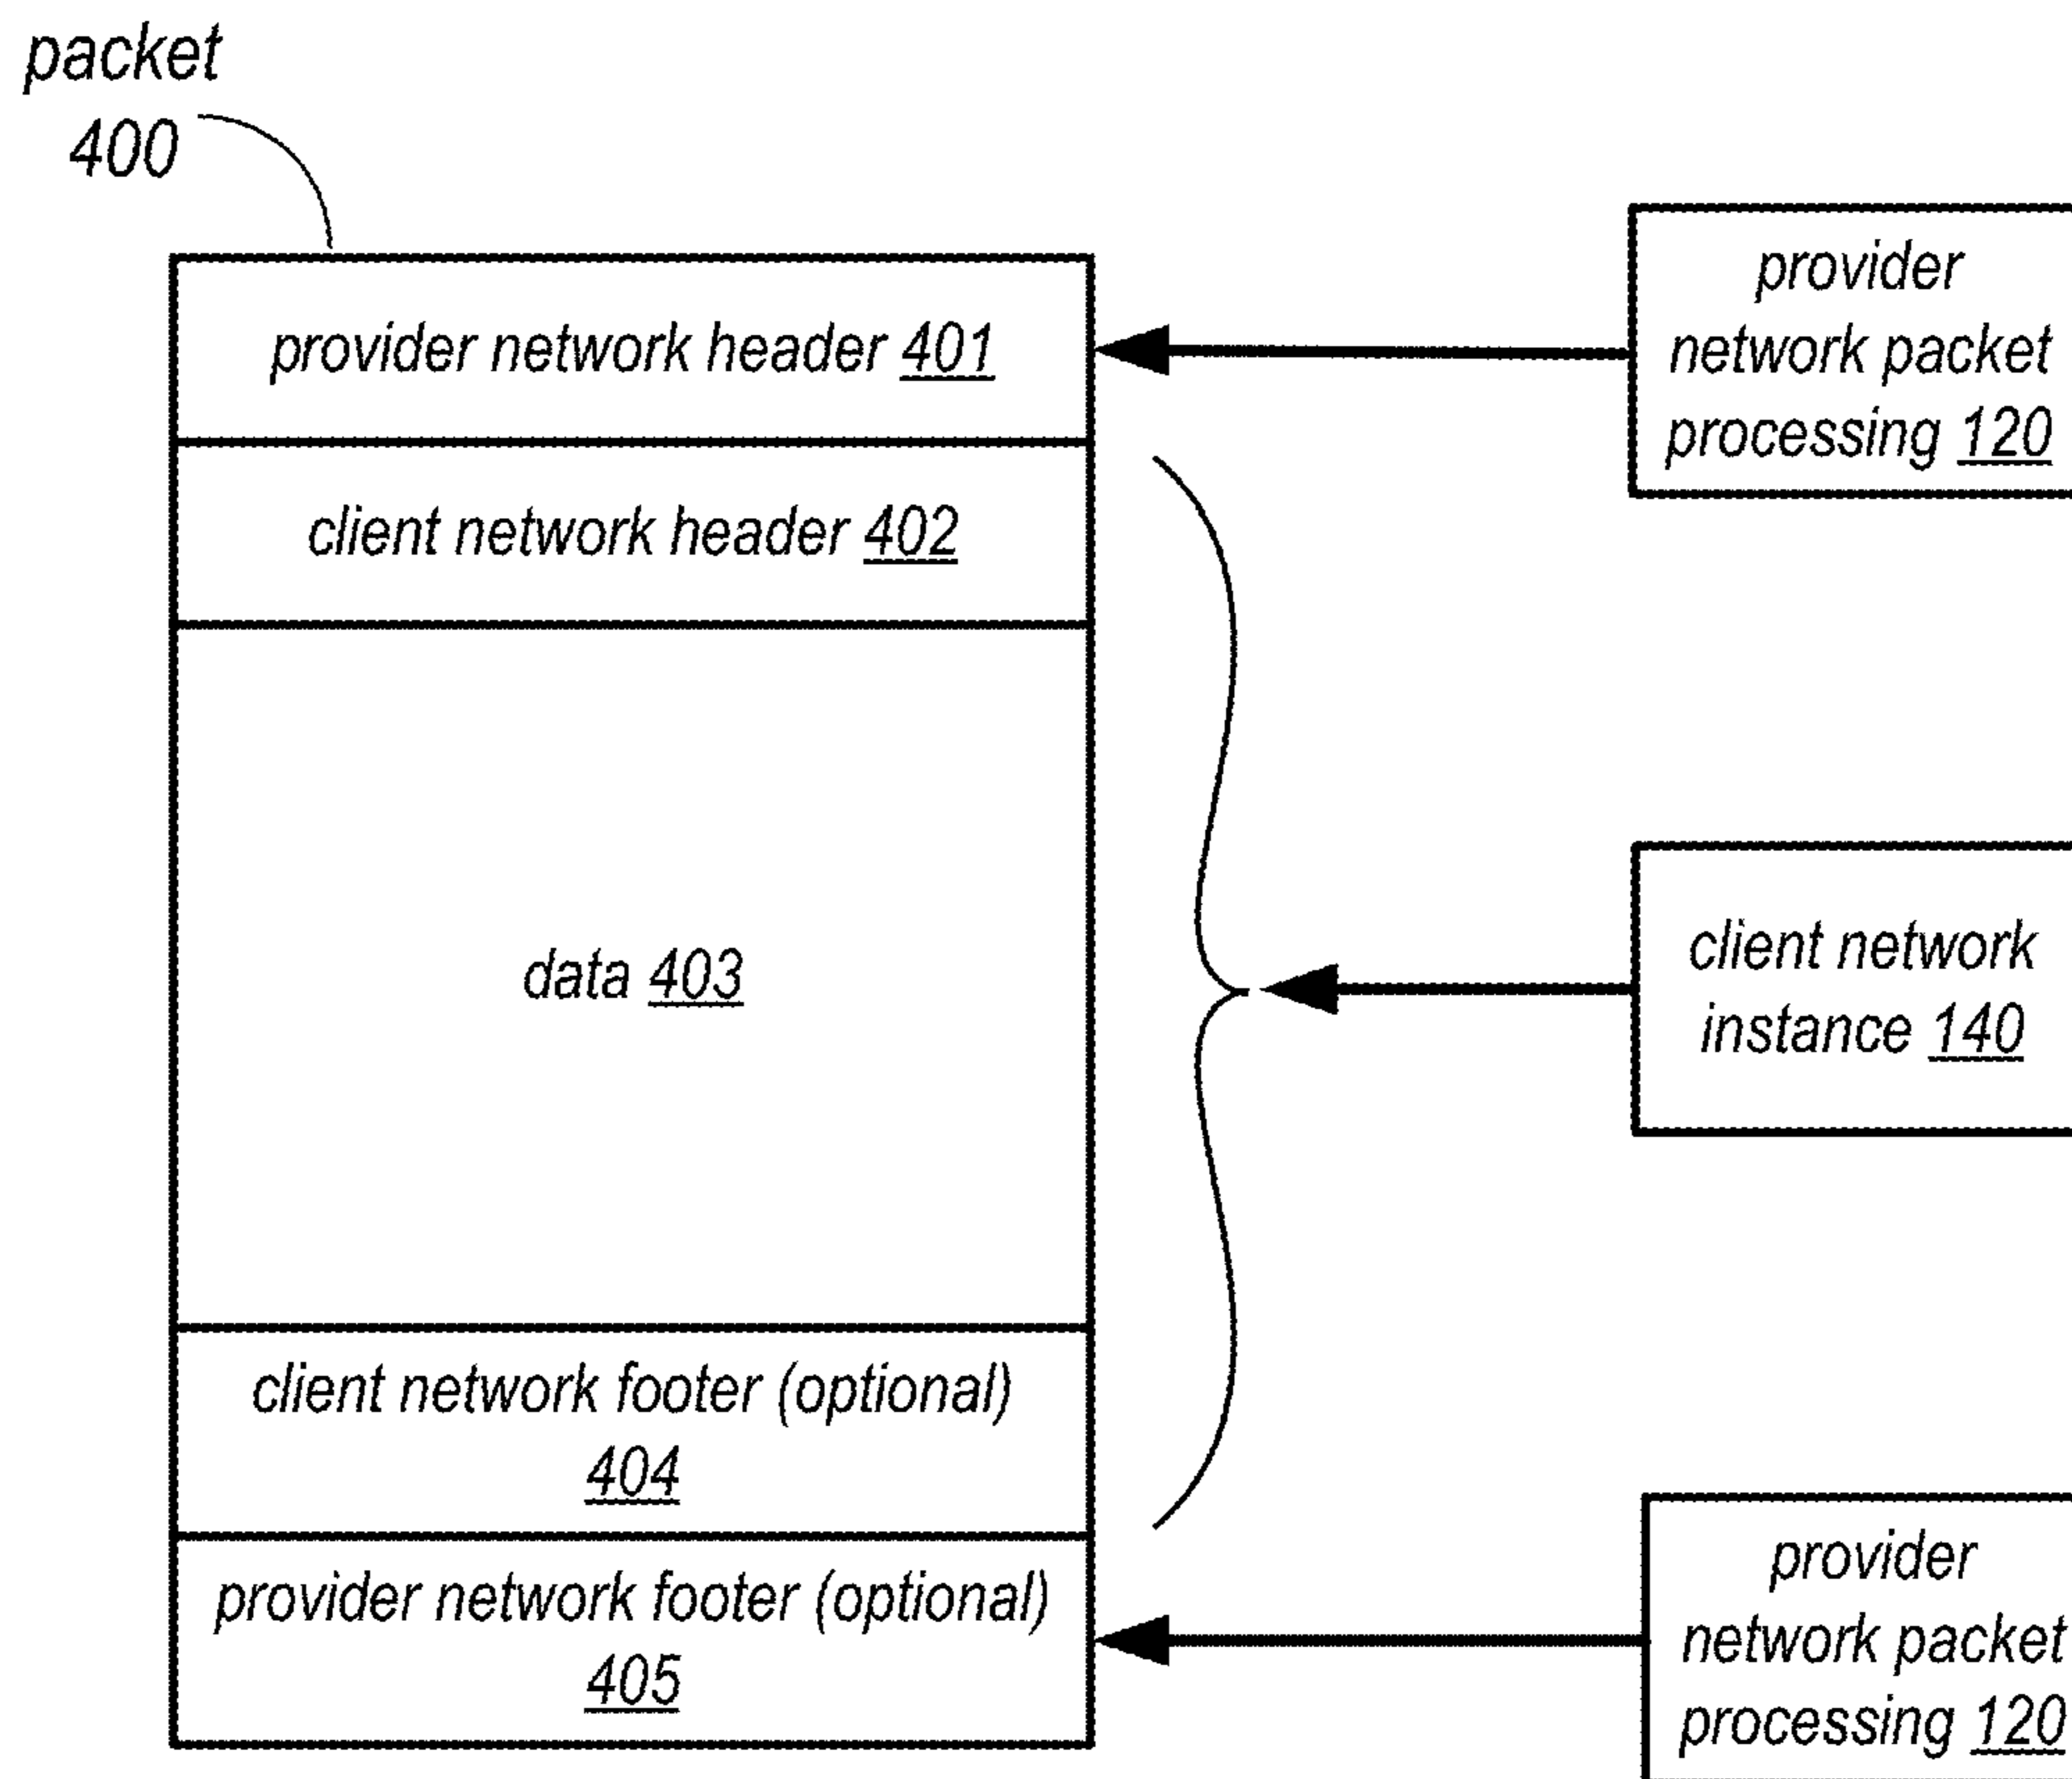 packet
400
provider network header 401
client network header 402
data 403
client network footer (optional)
404
provider network footer (optional)
405
provider
network packet
processing 120
client network
instance 140
provider
network packet
processing 120